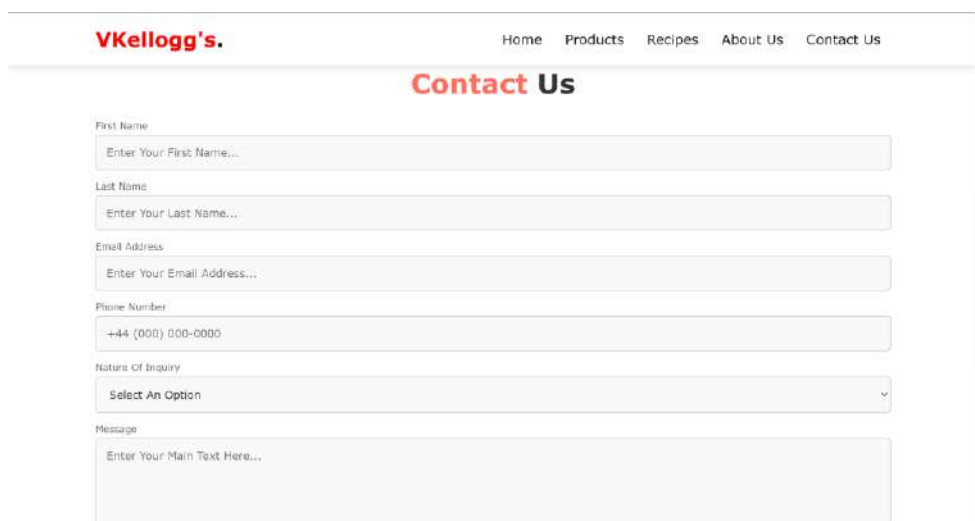 VKellogg's. Home Products Recipes About Us Contact Us
Contact Us
First Name
Enter Your First Name...
Last Name
Enter Your Last Name...
Email Address
Enter Your Email Address...
Phone Number
+44 (000) 000-0000
Nature Of Inquiry
Select An Option
Message
Enter Your Main Text Here...